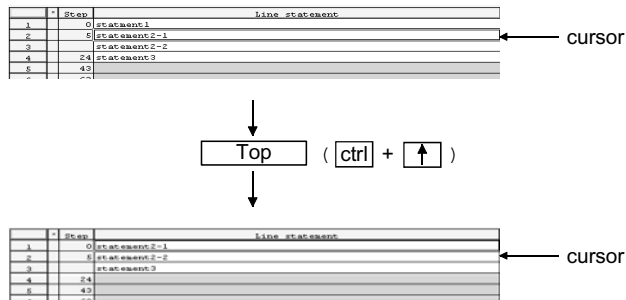 * Step Line statement
1 0 statment1
2 5 statement2-1
cursor
3 statement2-2
4 24 statement3
5 43
Top ( ctrl + ↑ )
* Step Line statement
1 0 statement2-1
2 5 statement2-2
cursor
3 statement3
4 24
5 43